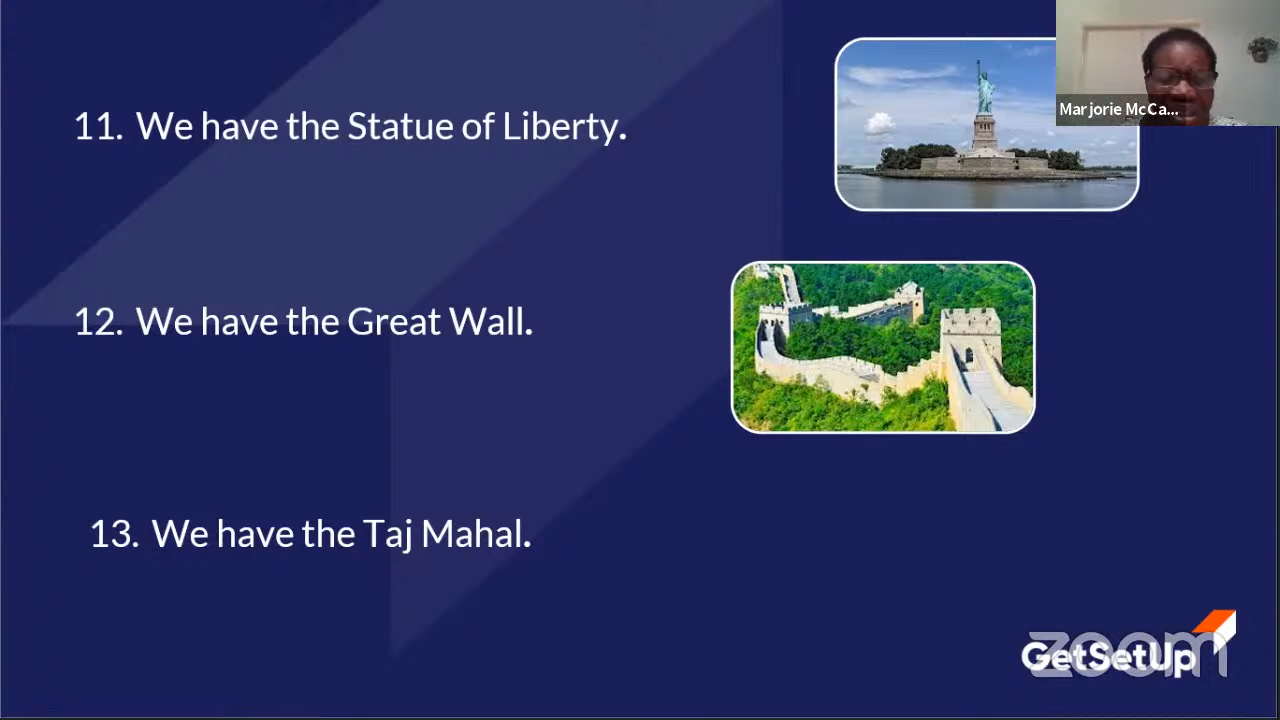 Marjorie McCa...
11. We have the Statue of Liberty.
12. We have the Great Wall.
13. We have the Taj Mahal.
GetSetUp
zoom